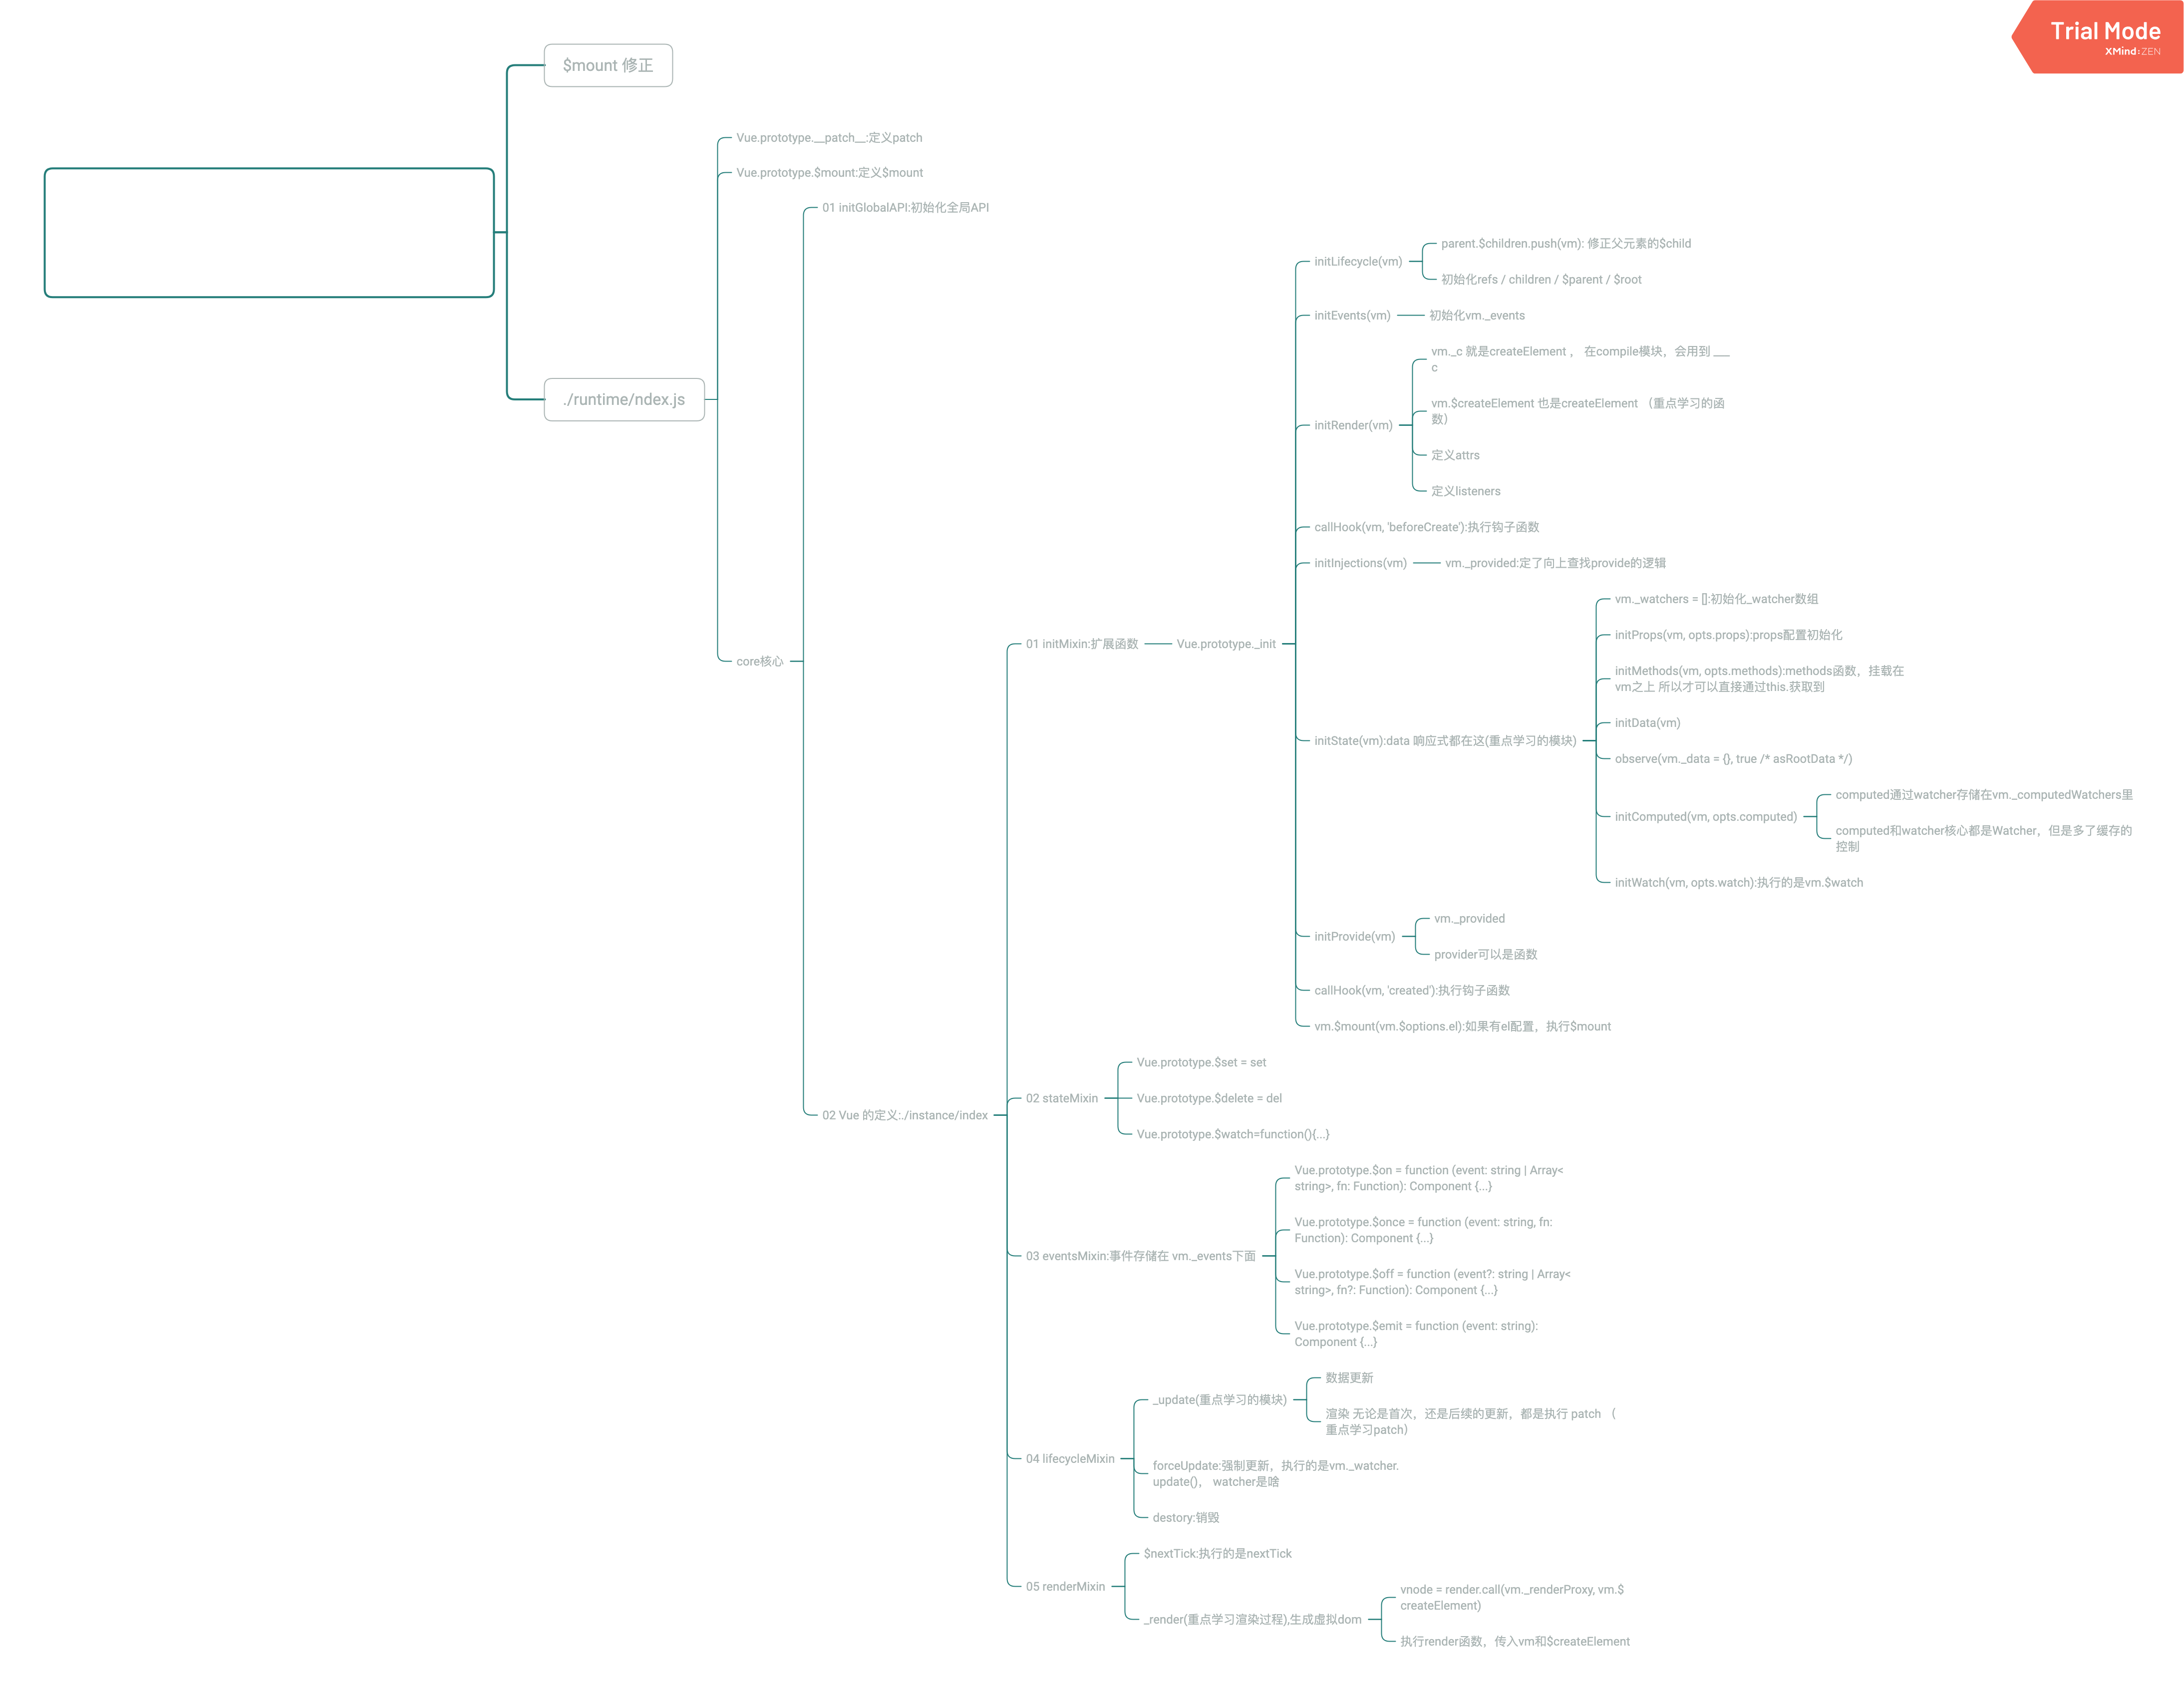 Trial Mode
XMind:ZEN
$mount 修正
./runtime/ndex.js
Vue.prototype.__patch__:定义patch
Vue.prototype.$mount:定义$mount
core核心
01 initGlobalAPI:初始化全局API
02 Vue 的定义:./instance/index
01 initMixin:扩展函数
Vue.prototype._init
initLifecycle(vm)
parent.$children.push(vm): 修正父元素的$child
初始化refs / children / $parent / $root
initEvents(vm)
初始化vm._events
initRender(vm)
vm._c 就是createElement ， 在compile模块，会用到 ___
c
vm.$createElement 也是createElement （重点学习的函
数）
定义attrs
定义listeners
callHook(vm, 'beforeCreate'):执行钩子函数
initInjections(vm)
vm._provided:定了向上查找provide的逻辑
initState(vm):data 响应式都在这(重点学习的模块)
vm._watchers = []:初始化_watcher数组
initProps(vm, opts.props):props配置初始化
initMethods(vm, opts.methods):methods函数，挂载在
vm之上 所以才可以直接通过this.获取到
initData(vm)
observe(vm._data = {}, true /* asRootData */)
initComputed(vm, opts.computed)
computed通过watcher存储在vm._computedWatchers里
computed和watcher核心都是Watcher，但是多了缓存的
控制
initWatch(vm, opts.watch):执行的是vm.$watch
initProvide(vm)
vm._provided
provider可以是函数
callHook(vm, 'created'):执行钩子函数
vm.$mount(vm.$options.el):如果有el配置，执行$mount
02 stateMixin
Vue.prototype.$set = set
Vue.prototype.$delete = del
Vue.prototype.$watch=function(){...}
03 eventsMixin:事件存储在 vm._events下面
Vue.prototype.$on = function (event: string | Array<
string>, fn: Function): Component {...}
Vue.prototype.$once = function (event: string, fn:
Function): Component {...}
Vue.prototype.$off = function (event?: string | Array<
string>, fn?: Function): Component {...}
Vue.prototype.$emit = function (event: string):
Component {...}
04 lifecycleMixin
_update(重点学习的模块)
数据更新
渲染 无论是首次，还是后续的更新，都是执行 patch （
重点学习patch）
forceUpdate:强制更新，执行的是vm._watcher.
update()， watcher是啥
destory:销毁
05 renderMixin
$nextTick:执行的是nextTick
_render(重点学习渲染过程),生成虚拟dom
vnode = render.call(vm._renderProxy, vm.$
createElement)
执行render函数，传入vm和$createElement